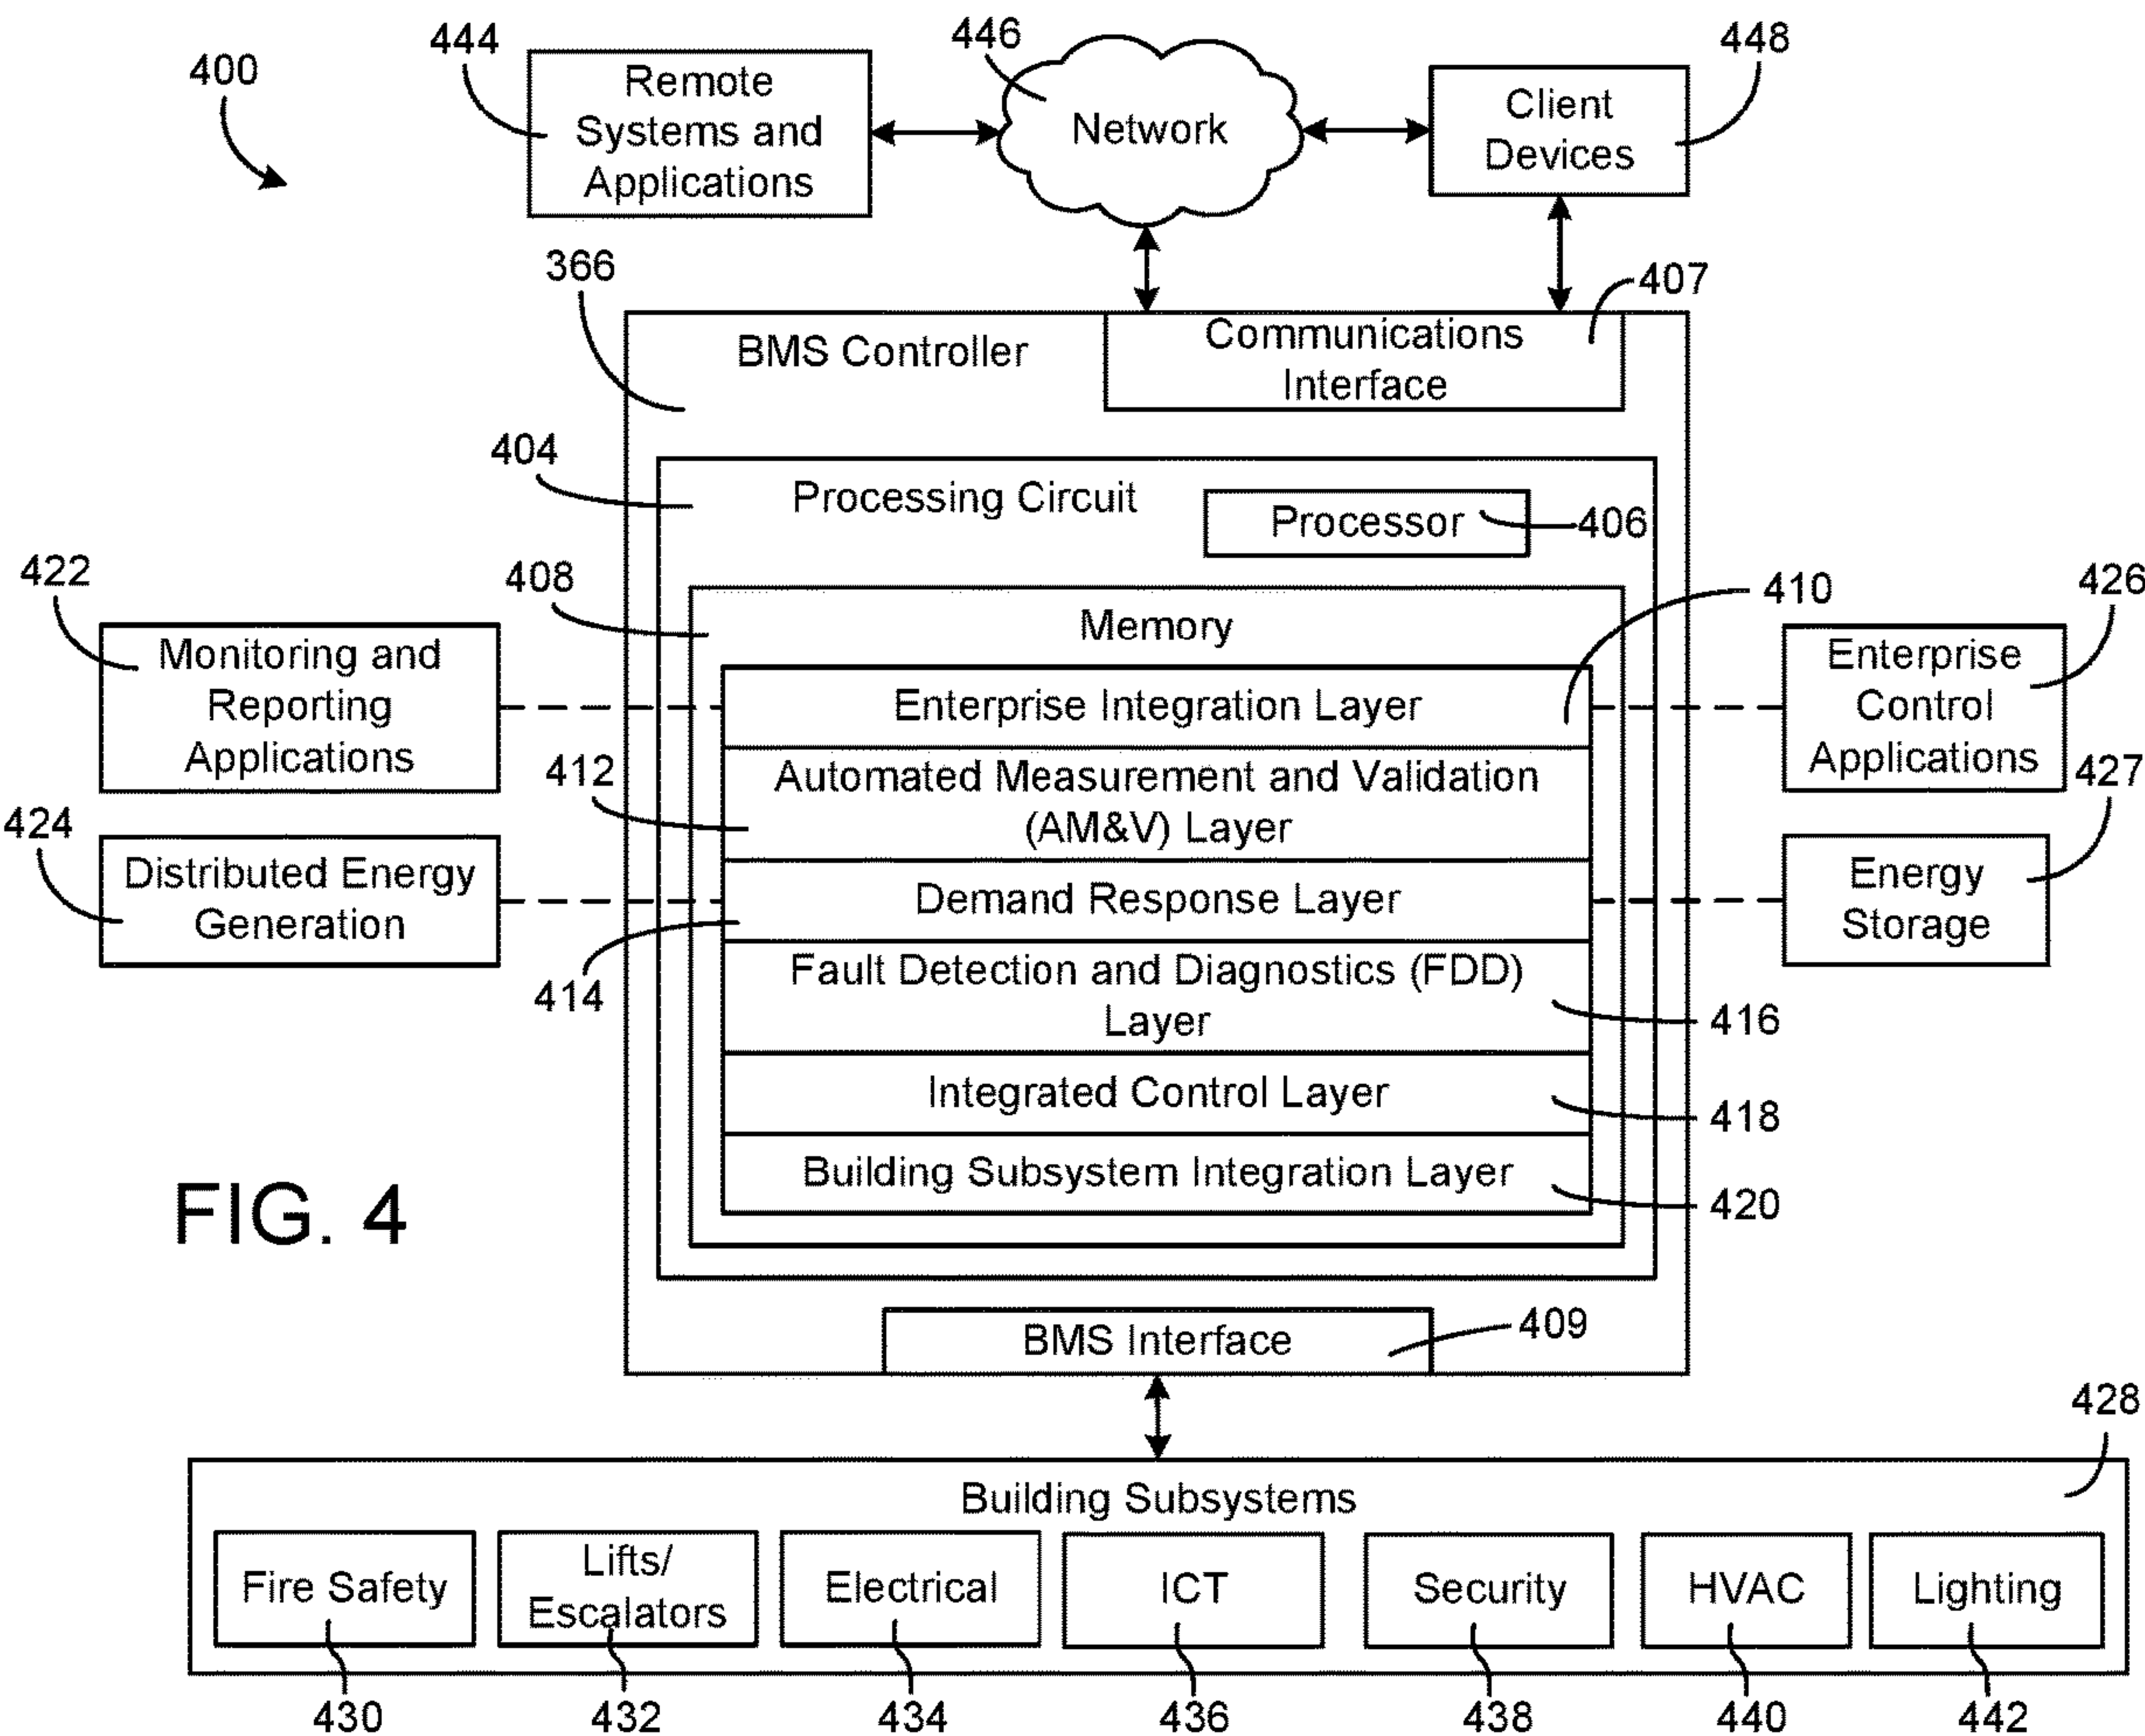 444
446
448
400
Remote
Systems and
Applications
Network
Client
Devices
366
407
BMS Controller
Communications
Interface
404
Processing Circuit
Processor
406
422
408
410
426
Memory
Monitoring and
Reporting
Applications
Enterprise Integration Layer
Enterprise
Control
Applications
412
Automated Measurement and Validation
(AM&V) Layer
427
424
Distributed Energy
Generation
Demand Response Layer
Energy
Storage
414
Fault Detection and Diagnostics (FDD)
Layer
416
Integrated Control Layer
418
Building Subsystem Integration Layer
420
FIG. 4
BMS Interface
409
428
Building Subsystems
Fire Safety
Lifts/
Escalators
Electrical
ICT
Security
HVAC
Lighting
430
432
434
436
438
440
442